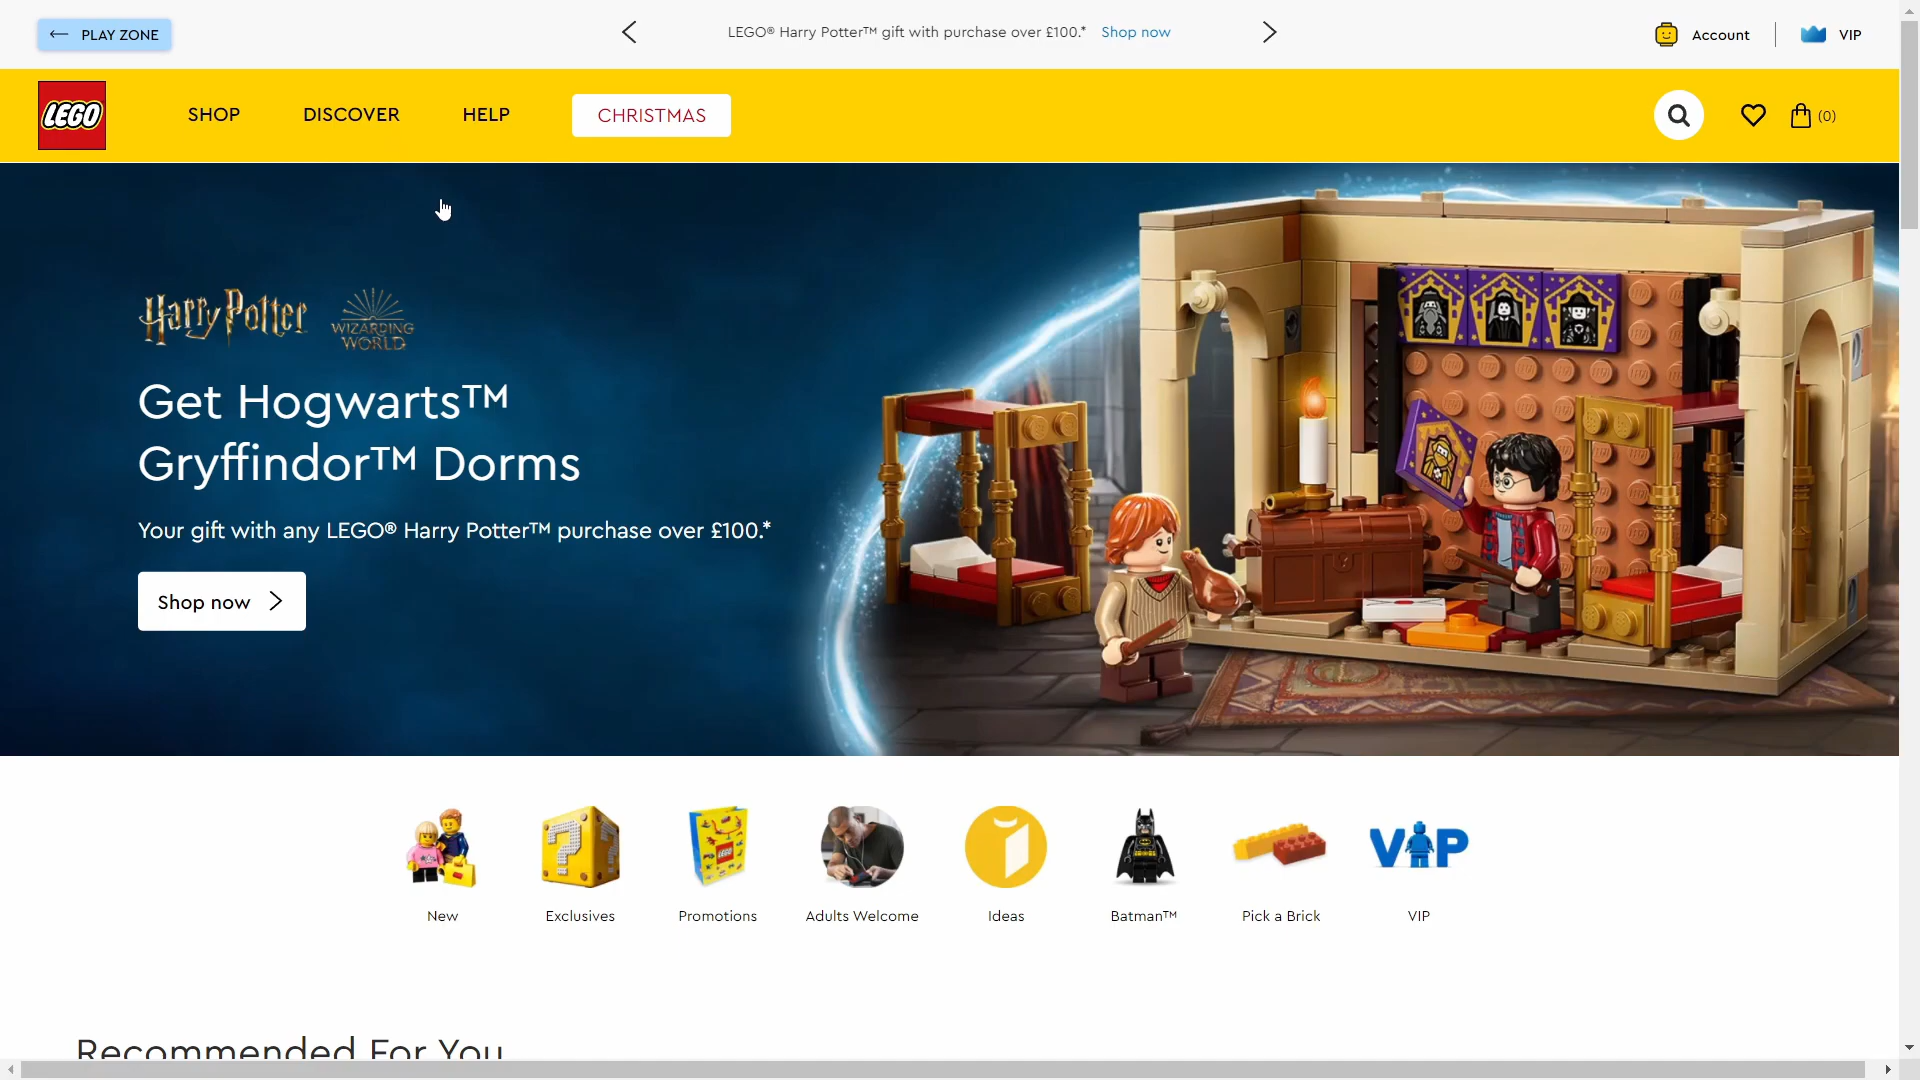 PLAY ZONE
LEGO® Harry Potter™ gift with purchase over £100.* Shop now
Account
VIP
LEGO
SHOP
DISCOVER
HELP
CHRISTMAS
(0)
Harry Potter
WIZARDING
WORLD
Get Hogwarts™
Gryffindor™ Dorms
Your gift with any LEGO® Harry Potter™ purchase over £100.*
Shop now
LEGO
VIP
New
Exclusives
Promotions
Adults Welcome
Ideas
Batman™
Pick a Brick
VIP
Recommended For You